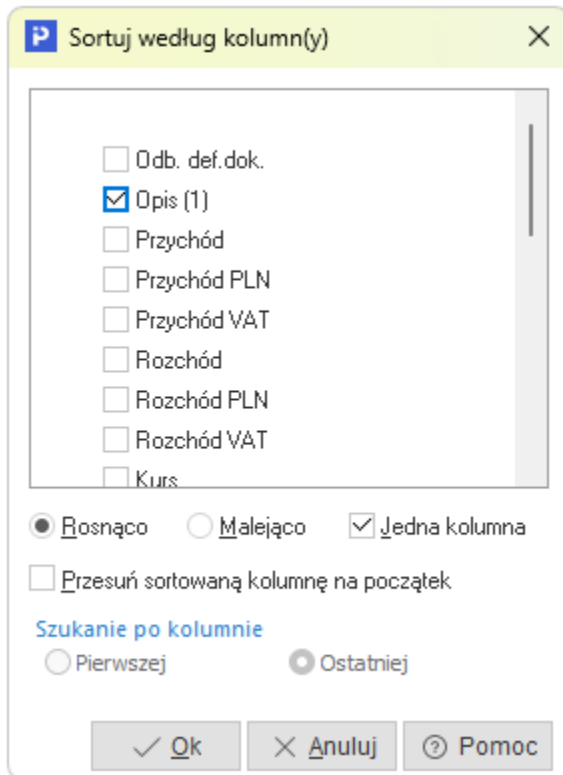 Sortuj według kolumn(y)
Odb. def.dok.
Opis (1)
Przychód
Przychód PLN
Przychód VAT
Rozchód
Rozchód PLN
Rozchód VAT
Kurs
Rosnąco Malejąco Jedna kolumna
Przesuń sortowaną kolumnę na początek
Szukanie po kolumnie
Pierwszej Ostatniej
Ok Anuluj Pomoc